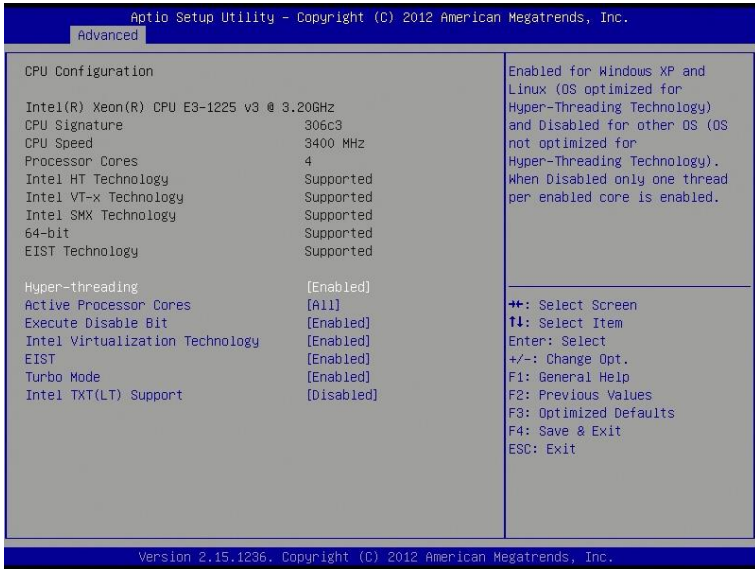 Aptio Setup Utility – Copyright (C) 2012 American Megatrends, Inc.
Advanced
CPU Configuration
Intel(R) Xeon(R) CPU E3-1225 v3 @ 3.20GHz
CPU Signature 306c3
CPU Speed 3400 MHz
Processor Cores 4
Intel HT Technology Supported
Intel VT-x Technology Supported
Intel SMX Technology Supported
64-bit Supported
EIST Technology Supported
Hyper-threading [Enabled]
Active Processor Cores [All]
Execute Disable Bit [Enabled]
Intel Virtualization Technology [Enabled]
EIST [Enabled]
Turbo Mode [Enabled]
Intel TXT(LT) Support [Disabled]
Enabled for Windows XP and
Linux (OS optimized for
Hyper-Threading Technology)
and Disabled for other OS (OS
not optimized for
Hyper-Threading Technology).
When Disabled only one thread
per enabled core is enabled.
→←: Select Screen
↑↓: Select Item
Enter: Select
+/-: Change Opt.
F1: General Help
F2: Previous Values
F3: Optimized Defaults
F4: Save & Exit
ESC: Exit
Version 2.15.1236. Copyright (C) 2012 American Megatrends, Inc.